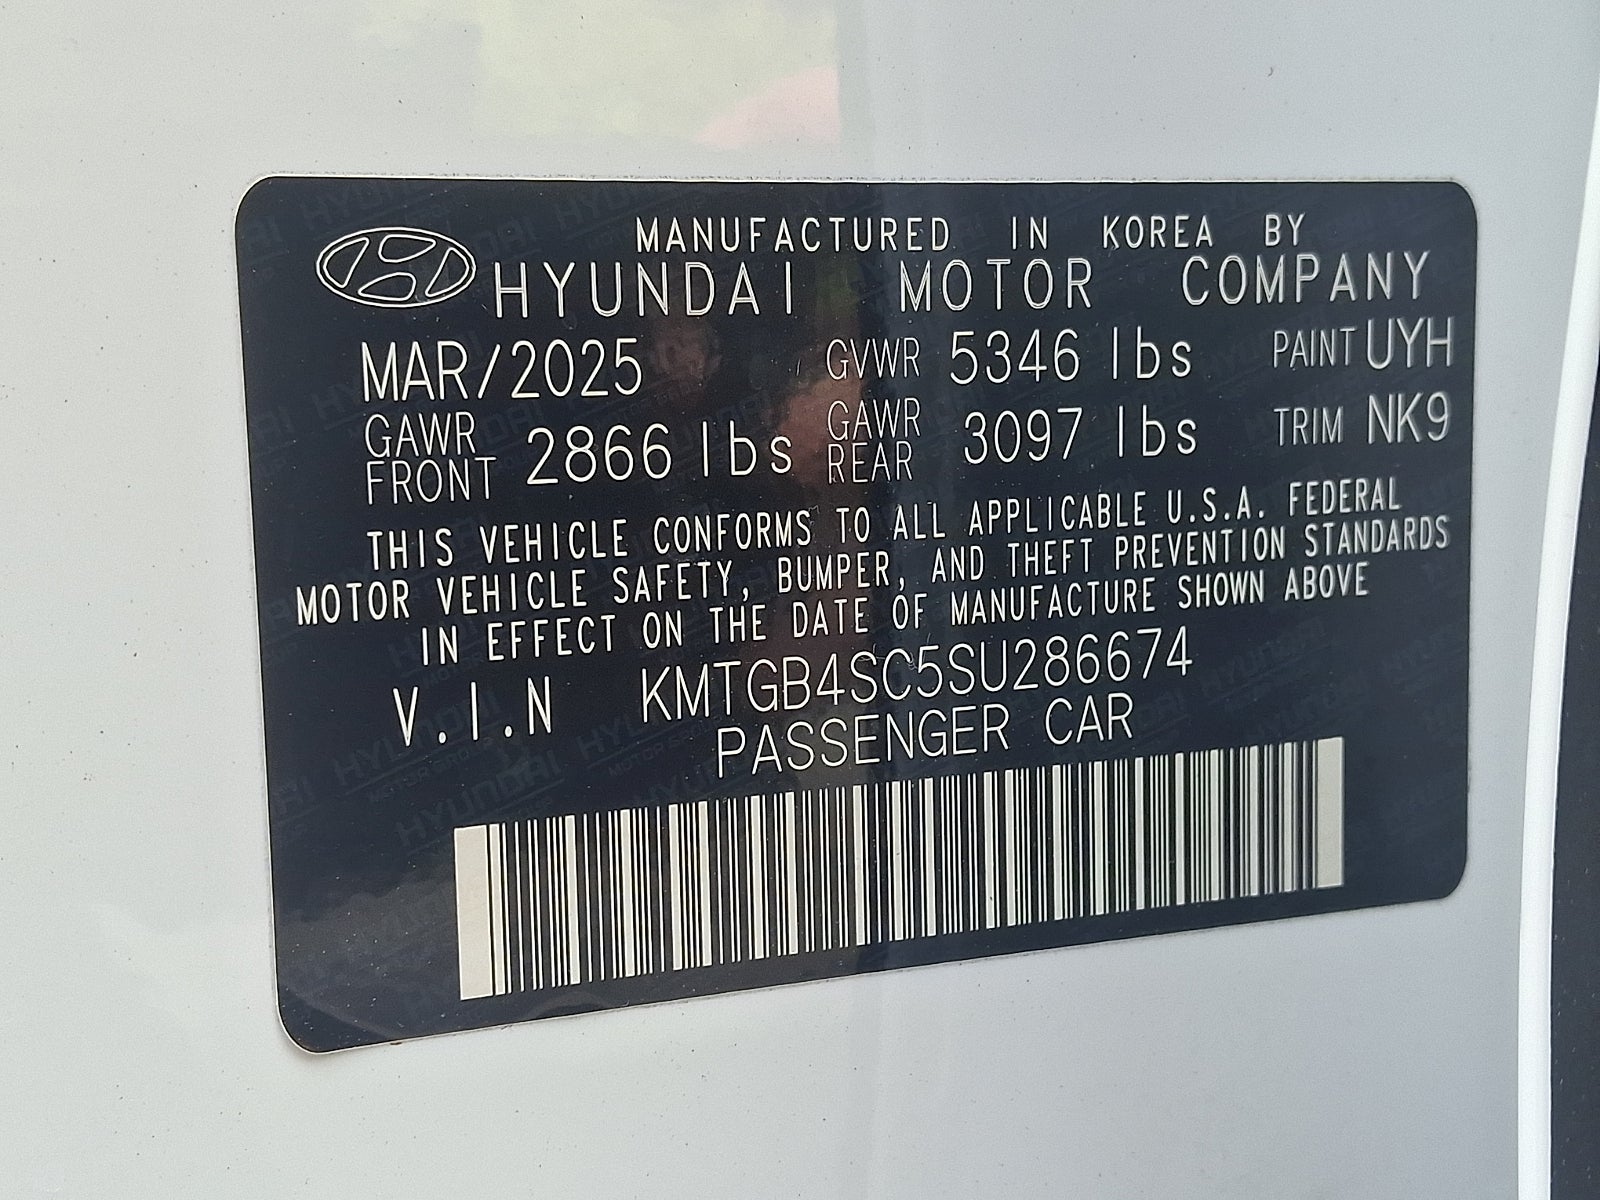 MANUFACTURED IN KOREA BY
HYUNDAI MOTOR COMPANY
MAR/2025 GVWR 5346 lbs PAINT UYH
GAWR FRONT 2866 lbs GAWR REAR 3097 lbs TRIM NK9
THIS VEHICLE CONFORMS TO ALL APPLICABLE U.S.A. FEDERAL
MOTOR VEHICLE SAFETY, BUMPER, AND THEFT PREVENTION STANDARDS
IN EFFECT ON THE DATE OF MANUFACTURE SHOWN ABOVE
V.I.N KMTGB4SC5SU286674
PASSENGER CAR